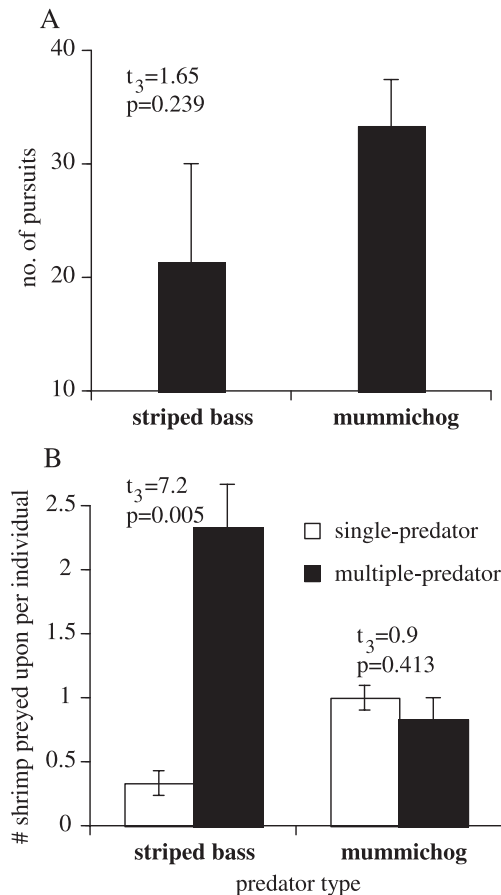 A
40
30
20
10
no. of pursuits
t3=1.65
p=0.239
striped bass mummichog
B
2.5
2
1.5
1
0.5
0
# shrimp preyed upon per individual
t3=7.2
p=0.005
single-predator
multiple-predator
t3=0.9
p=0.413
striped bass mummichog
predator type